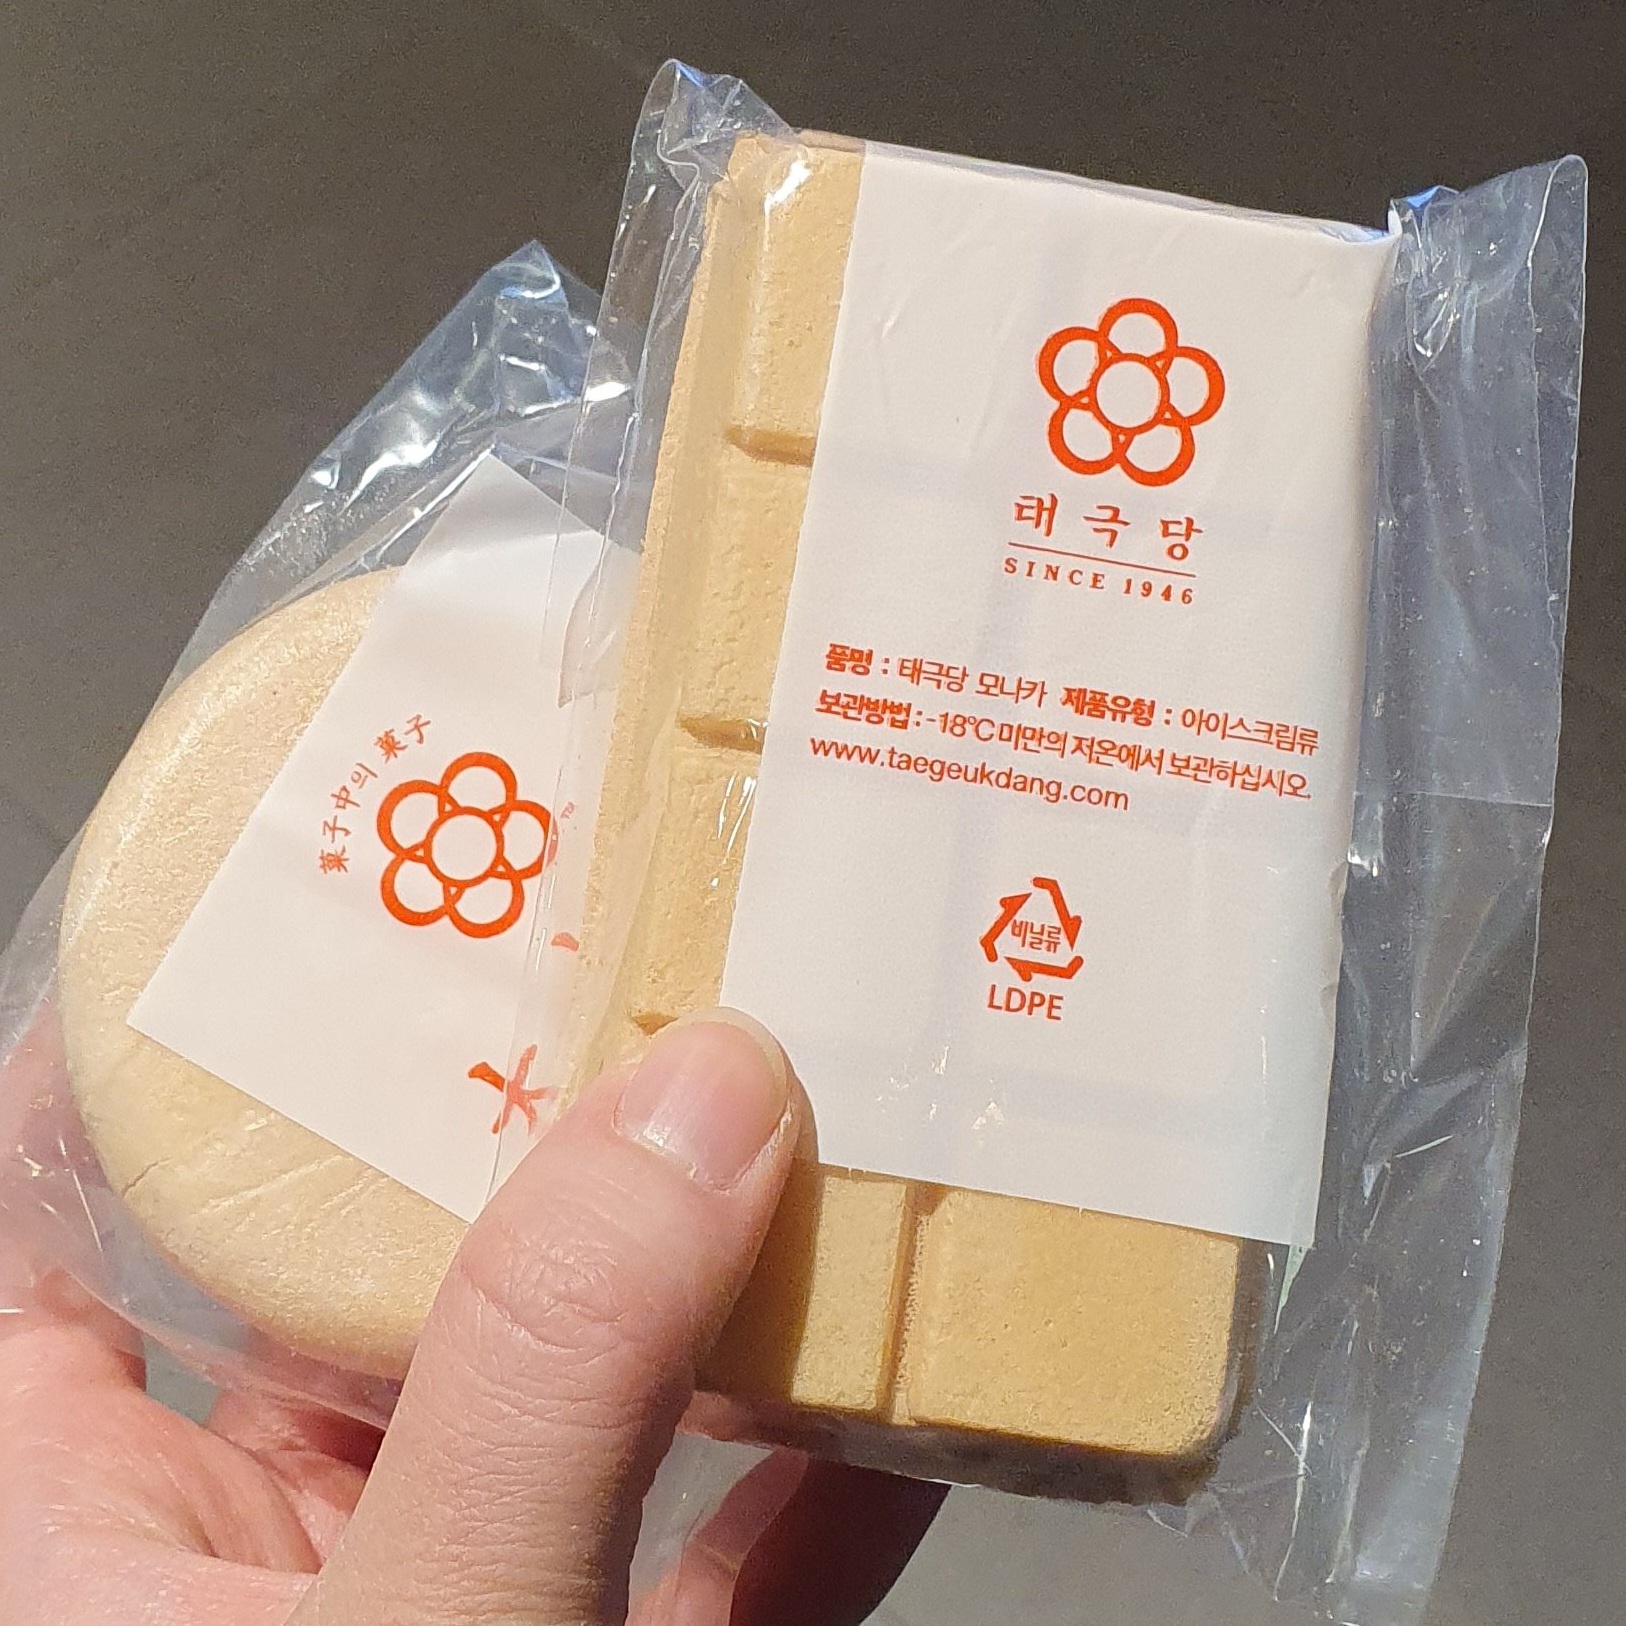 菓子中의 菓子
태극당
SINCE 1946
품명 : 태극당 모나카 제품유형 : 아이스크림류
보관방법 : -18℃ 미만의 저온에서 보관하십시오.
www.taegeukdang.com
비닐류
LDPE